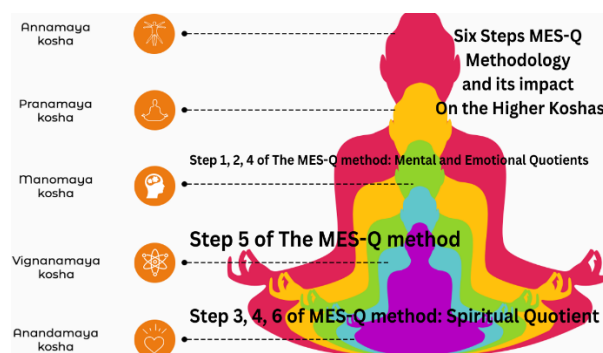 Annamaya
kosha
Six Steps MES-Q
Methodology
and its impact
On the Higher Koshas
Pranamaya
kosha
Step 1, 2, 4 of The MES-Q method: Mental and Emotional Quotients
Manomaya
kosha
Step 5 of The MES-Q method
Vignanamaya
kosha
Step 3, 4, 6 of MES-Q method: Spiritual Quotient
Anandamaya
kosha